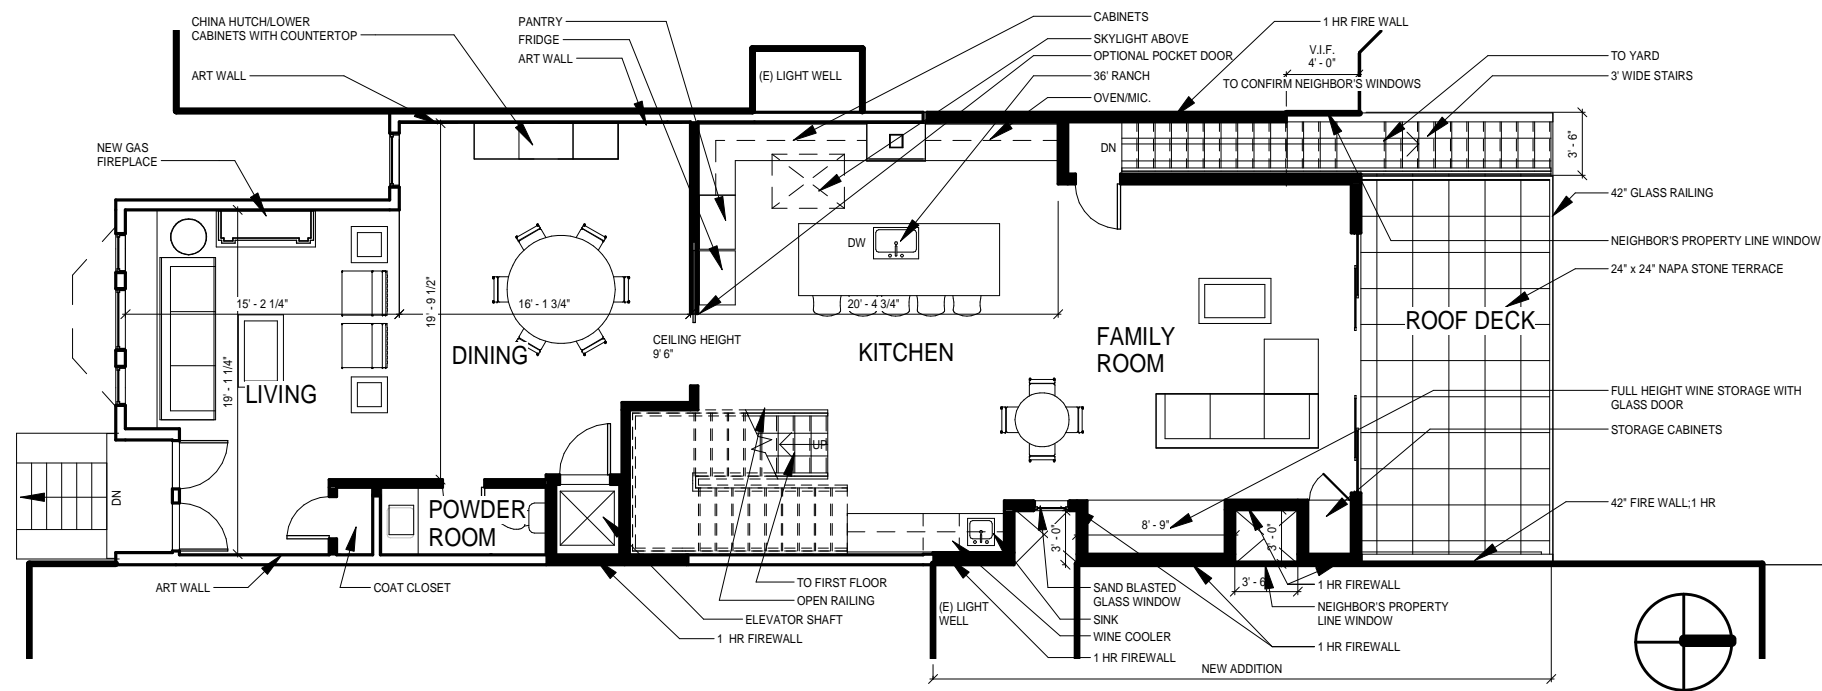 CHINA HUTCH/LOWER
CABINETS WITH COUNTERTOP
ART WALL
NEW GAS
FIREPLACE
PANTRY
FRIDGE
ART WALL
(E) LIGHT WELL
CABINETS
SKYLIGHT ABOVE
OPTIONAL POCKET DOOR
36' RANCH
OVEN/MIC.
1 HR FIRE WALL
V.I.F.
4' - 0"
TO CONFIRM NEIGHBOR'S WINDOWS
TO YARD
3' WIDE STAIRS
DN
3' - 6"
42" GLASS RAILING
NEIGHBOR'S PROPERTY LINE WINDOW
24" x 24" NAPA STONE TERRACE
ROOF DECK
DW
15' - 2 1/4"
19' - 9 1/2"
16' - 1 3/4"
20' - 4 3/4"
CEILING HEIGHT
9' 6"
DINING
KITCHEN
FAMILY
ROOM
19' - 1 1/4"
LIVING
FULL HEIGHT WINE STORAGE WITH
GLASS DOOR
STORAGE CABINETS
UP
DN
POWDER
ROOM
8' - 9"
3' - 0"
3' - 0"
42" FIRE WALL;1 HR
ART WALL
COAT CLOSET
TO FIRST FLOOR
OPEN RAILING
ELEVATOR SHAFT
1 HR FIREWALL
(E) LIGHT
WELL
SAND BLASTED
GLASS WINDOW
SINK
WINE COOLER
1 HR FIREWALL
3' - 6"
1 HR FIREWALL
NEIGHBOR'S PROPERTY
LINE WINDOW
1 HR FIREWALL
NEW ADDITION